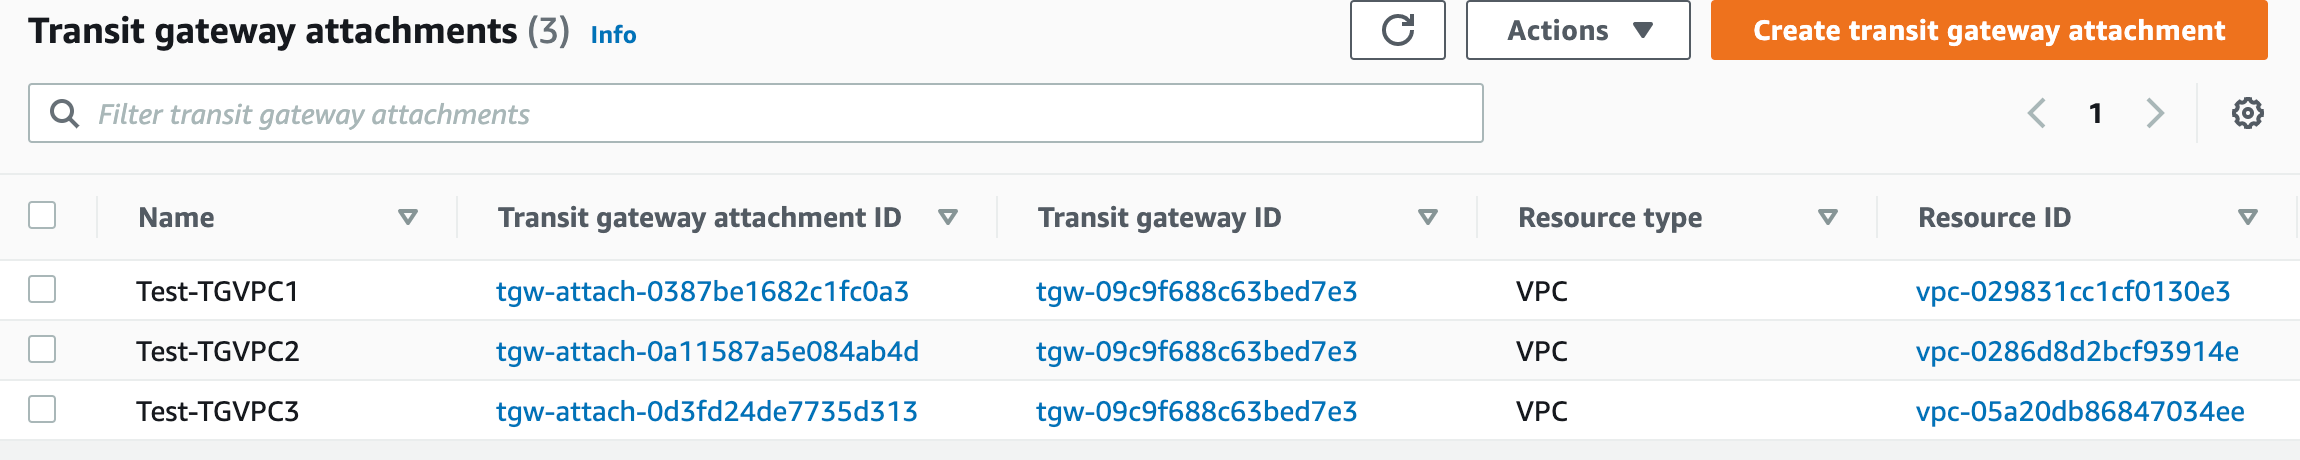 Transit gateway attachments (3) Info Actions Create transit gateway attachment
Filter transit gateway attachments 1
Name Transit gateway attachment ID Transit gateway ID Resource type Resource ID
Test-TGVPC1 tgw-attach-0387be1682c1fc0a3 tgw-09c9f688c63bed7e3 VPC vpc-029831cc1cf0130e3
Test-TGVPC2 tgw-attach-0a11587a5e084ab4d tgw-09c9f688c63bed7e3 VPC vpc-0286d8d2bcf93914e
Test-TGVPC3 tgw-attach-0d3fd24de7735d313 tgw-09c9f688c63bed7e3 VPC vpc-05a20db86847034ee